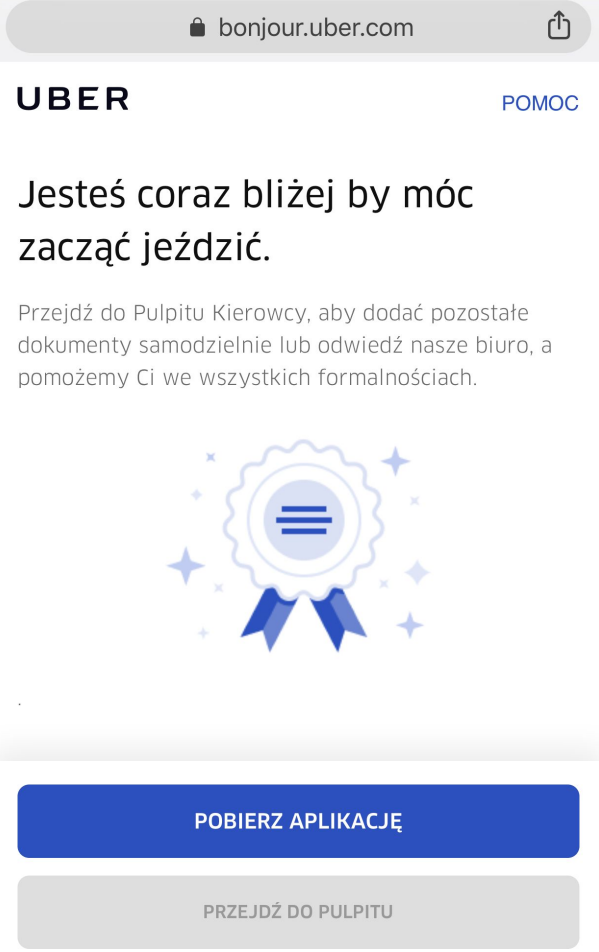 bonjour.uber.com
UBER
POMOC
Jesteś coraz bliżej by móc
zacząć jeździć.
Przejdź do Pulpitu Kierowcy, aby dodać pozostałe
dokumenty samodzielnie lub odwiedź nasze biuro, a
pomożemy Ci we wszystkich formalnościach.
.
POBIERZ APLIKACJĘ
PRZEJDŹ DO PULPITU